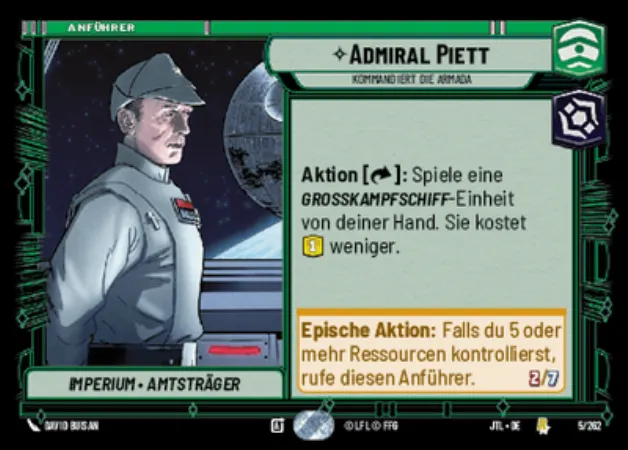 ANFÜHRER
ADMIRAL PIETT
KOMMANDIERT DIE ARMADA
Aktion [ ]: Spiele eine
GROSSKAMPFSCHIFF-Einheit
von deiner Hand. Sie kostet
1 weniger.
Epische Aktion: Falls du 5 oder
mehr Ressourcen kontrollierst,
rufe diesen Anführer. 2/7
IMPERIUM • AMTSTRÄGER
DAVID BUISAN
© LFL © FFG
JTL • DE
5/262